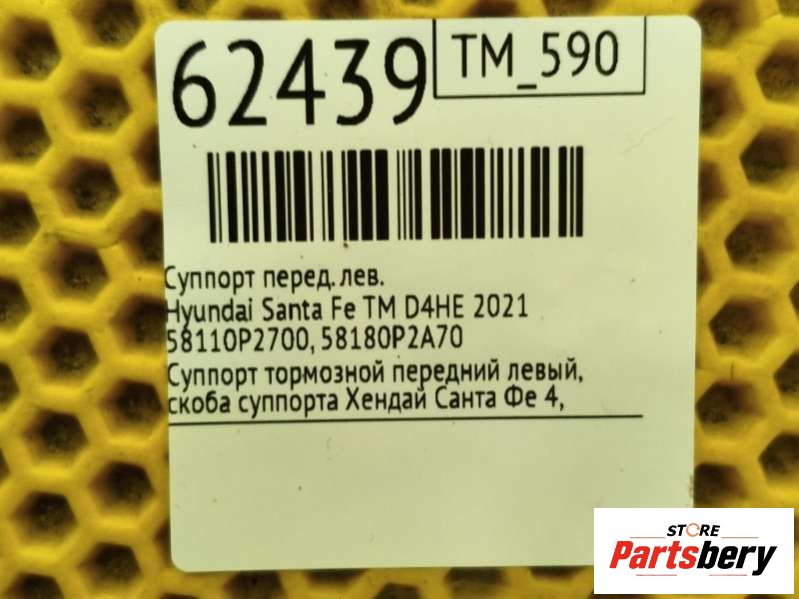 62439
TM_590
Суппорт перед. лев.
Hyundai Santa Fe TM D4HE 2021
58110P2700, 58180P2A70
Суппорт тормозной передний левый,
скоба суппорта Хендай Санта Фе 4,
STORE
Partsbery